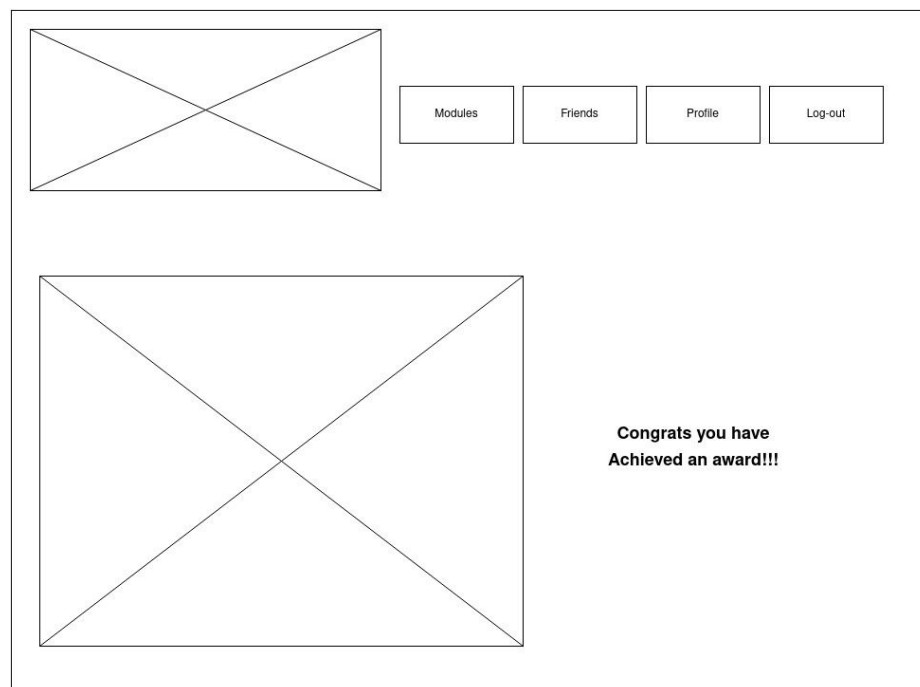 Modules
Friends
Profile
Log-out
Congrats you have
Achieved an award!!!